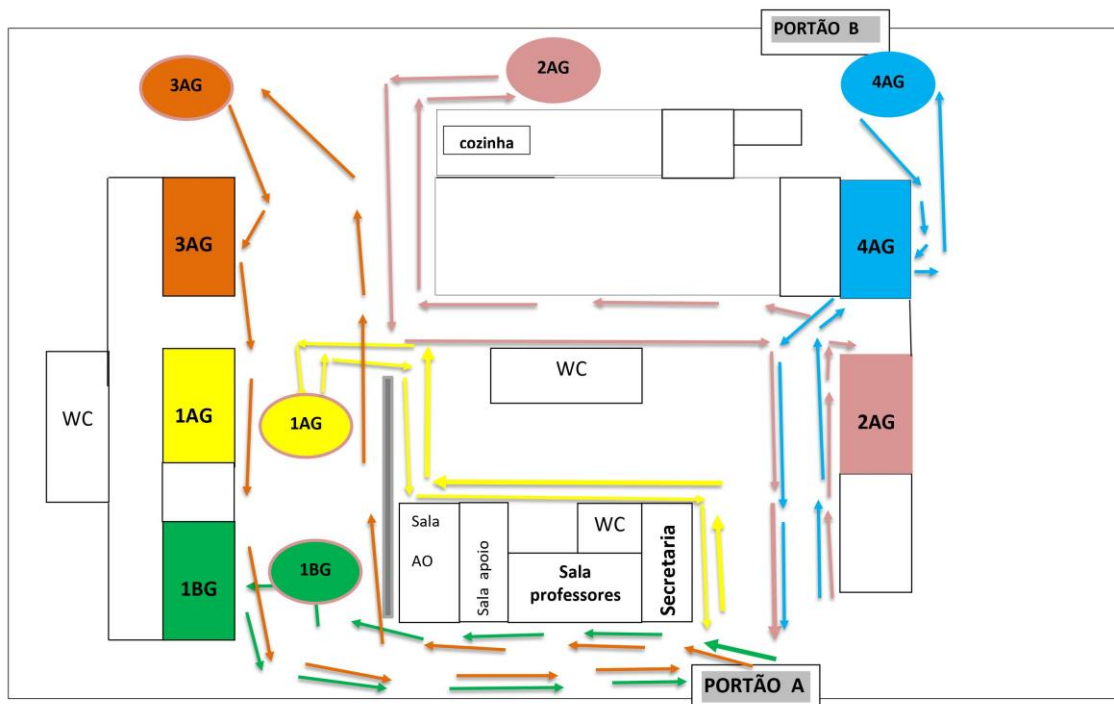 PORTÃO B
3AG
2AG
4AG
cozinha
3AG
4AG
WC
1AG
1AG
WC
2AG
1BG
1BG
Sala
AO
Sala apoio
WC
Sala
professores
Secretaria
PORTÃO A